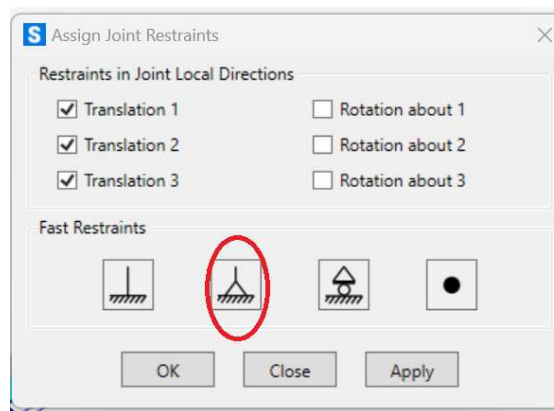 S Assign Joint Restraints
Restraints in Joint Local Directions
Translation 1 Rotation about 1
Translation 2 Rotation about 2
Translation 3 Rotation about 3
Fast Restraints
OK Close Apply